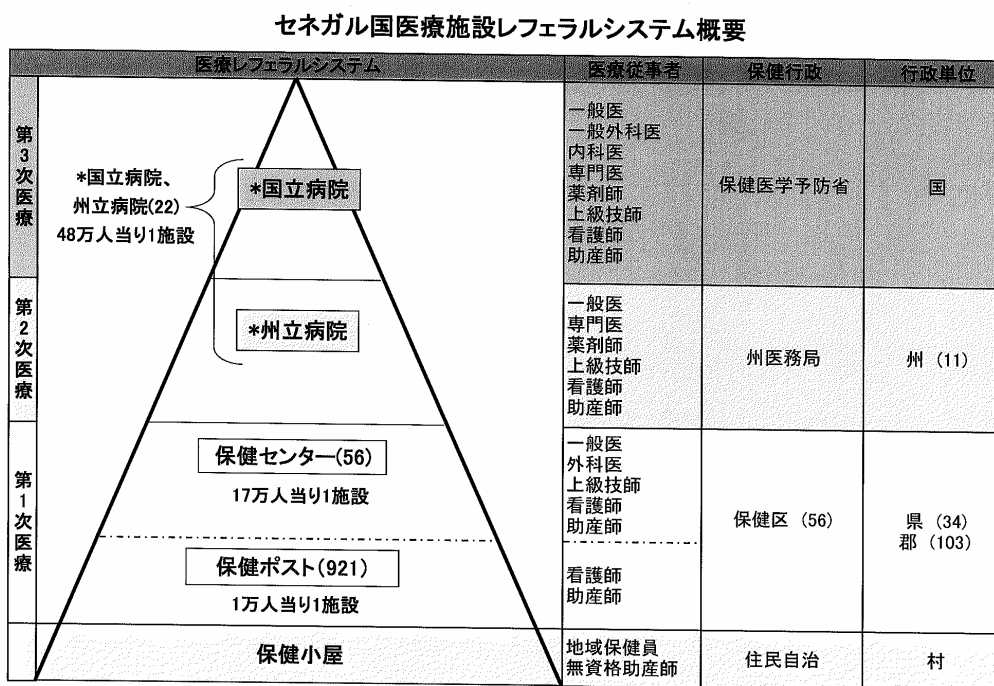 セネガル国医療施設レフェラルシステム概要
医療レフェラルシステム
医療従事者
保健行政
行政単位
第3次医療
*国立病院、
州立病院(22)
48万人当り1施設
*国立病院
一般医
一般外科医
内科医
専門医
薬剤師
上級技師
看護師
助産師
保健医学予防省
国
第2次医療
*州立病院
一般医
専門医
薬剤師
上級技師
看護師
助産師
州医務局
州 (11)
第1次医療
保健センター(56)
17万人当り1施設
一般医
外科医
上級技師
看護師
助産師
保健区 (56)
県 (34)
郡 (103)
保健ポスト(921)
1万人当り1施設
看護師
助産師
保健小屋
地域保健員
無資格助産師
住民自治
村